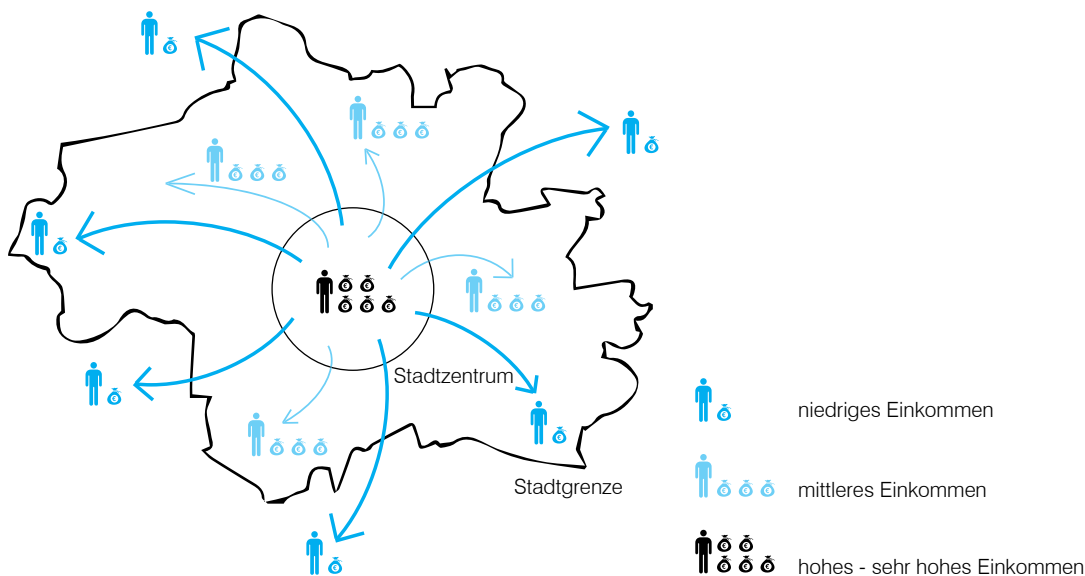 Stadtzentrum
Stadtgrenze
niedriges Einkommen
mittleres Einkommen
hohes - sehr hohes Einkommen